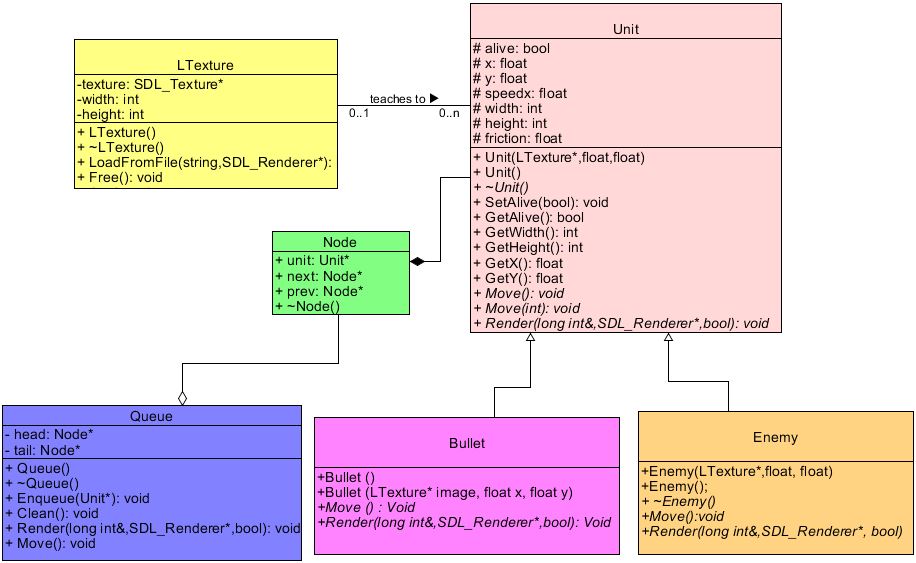 LTexture
-texture: SDL_Texture*
-width: int
-height: int
+ LTexture()
+ ~LTexture()
+ LoadFromFile(string,SDL_Renderer*):
+ Free(): void
teaches to ▶
0..1
0..n
Unit
# alive: bool
# x: float
# y: float
# speedx: float
# width: int
# height: int
# friction: float
+ Unit(LTexture*,float,float)
+ Unit()
+ ~Unit()
+ SetAlive(bool): void
+ GetAlive(): bool
+ GetWidth(): int
+ GetHeight(): int
+ GetX(): float
+ GetY(): float
+ Move(): void
+ Move(int): void
+ Render(long int&,SDL_Renderer*,bool): void
Node
+ unit: Unit*
+ next: Node*
+ prev: Node*
+ ~Node()
Queue
- head: Node*
- tail: Node*
+ Queue()
+ ~Queue()
+ Enqueue(Unit*): void
+ Clean(): void
+ Render(long int&,SDL_Renderer*,bool): void
+ Move(): void
Bullet
+Bullet ()
+Bullet (LTexture* image, float x, float y)
+Move () : Void
+Render(long int&,SDL_Renderer*,bool): Void
Enemy
+Enemy(LTexture*,float, float)
+Enemy();
+ ~Enemy()
+Move():void
+Render(long int&,SDL_Renderer*, bool)